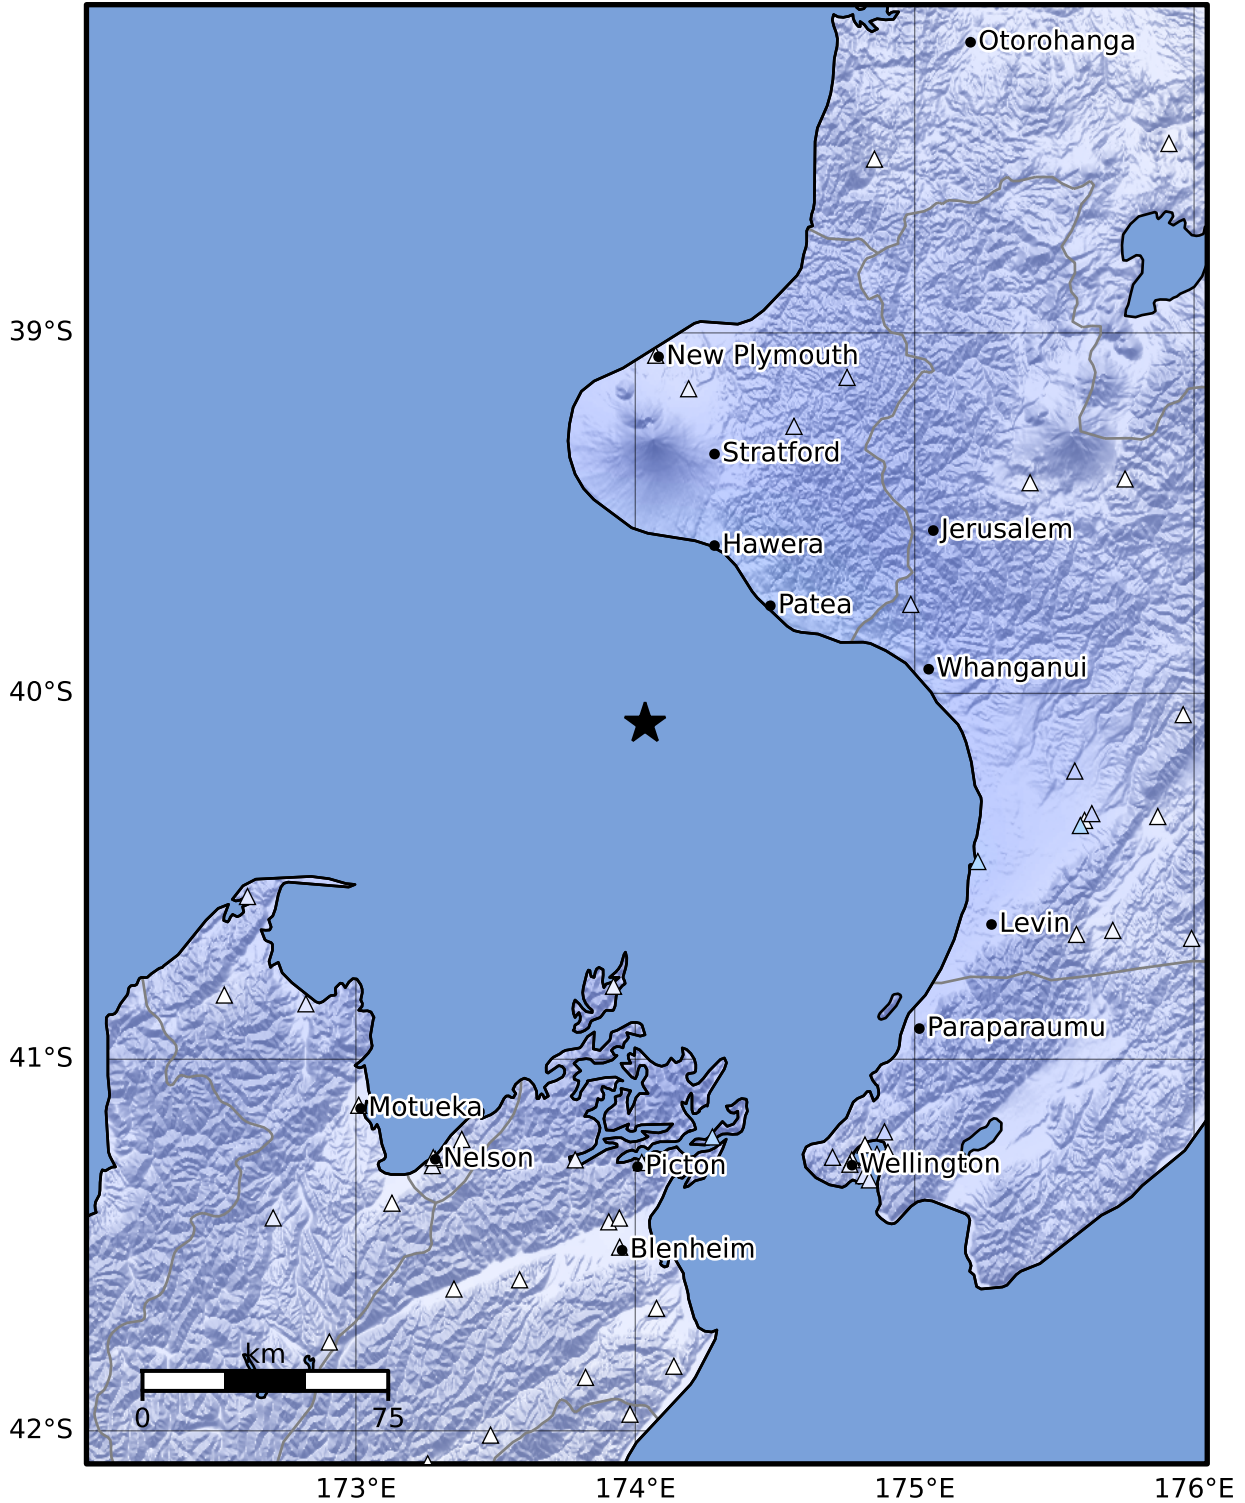 Otorohanga
39°S
New Plymouth
Stratford
Jerusalem
Hawera
Patea
Whanganui
40°S
Levin
Paraparaumu
41°S
Motueka
Nelson
Picton
Wellington
Blenheim
km
0 75
42°S
173°E 174°E 175°E 176°E